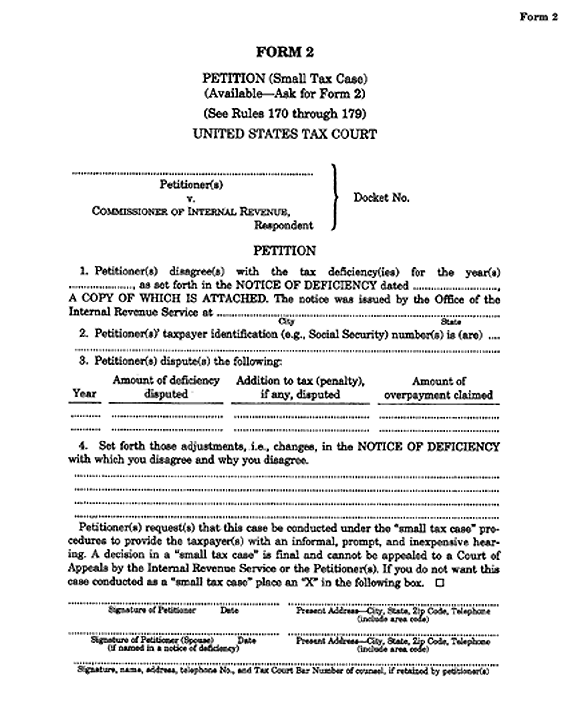 Form 2
FORM 2
PETITION (Small Tax Case)
(Available—Ask for Form 2)
(See Rules 170 through 179)
UNITED STATES TAX COURT
Petitioner(s)
v.
COMMISSIONER OF INTERNAL REVENUE,
Respondent
Docket No.
PETITION
1. Petitioner(s) disagree(s) with the tax deficiency(ies) for the year(s)
...................., as set forth in the NOTICE OF DEFICIENCY dated ........................,
A COPY OF WHICH IS ATTACHED. The notice was issued by the Office of the
Internal Revenue Service at ........................
City State
2. Petitioner(s)' taxpayer identification (e.g., Social Security) number(s) is (are) ....
3. Petitioner(s) dispute(s) the following:
Amount of deficiency Addition to tax (penalty), Amount of
Year disputed if any, disputed overpayment claimed
4. Set forth those adjustments, i.e., changes, in the NOTICE OF DEFICIENCY
with which you disagree and why you disagree.
Petitioner(s) request(s) that this case be conducted under the "small tax case" pro-
cedures to provide the taxpayer(s) with an informal, prompt, and inexpensive hear-
ing. A decision in a "small tax case" is final and cannot be appealed to a Court of
Appeals by the Internal Revenue Service or the Petitioner(s). If you do not want this
case conducted as a "small tax case" place an "X" in the following box. ☐
Signature of Petitioner Date Present Address—City, State, Zip Code, Telephone
(include area code)
Signature of Petitioner (Spouse) Date Present Address—City, State, Zip Code, Telephone
(if named in a notice of deficiency) (include area code)
Signature, name, address, telephone No., and Tax Court Bar Number of counsel, if retained by petitioner(s)